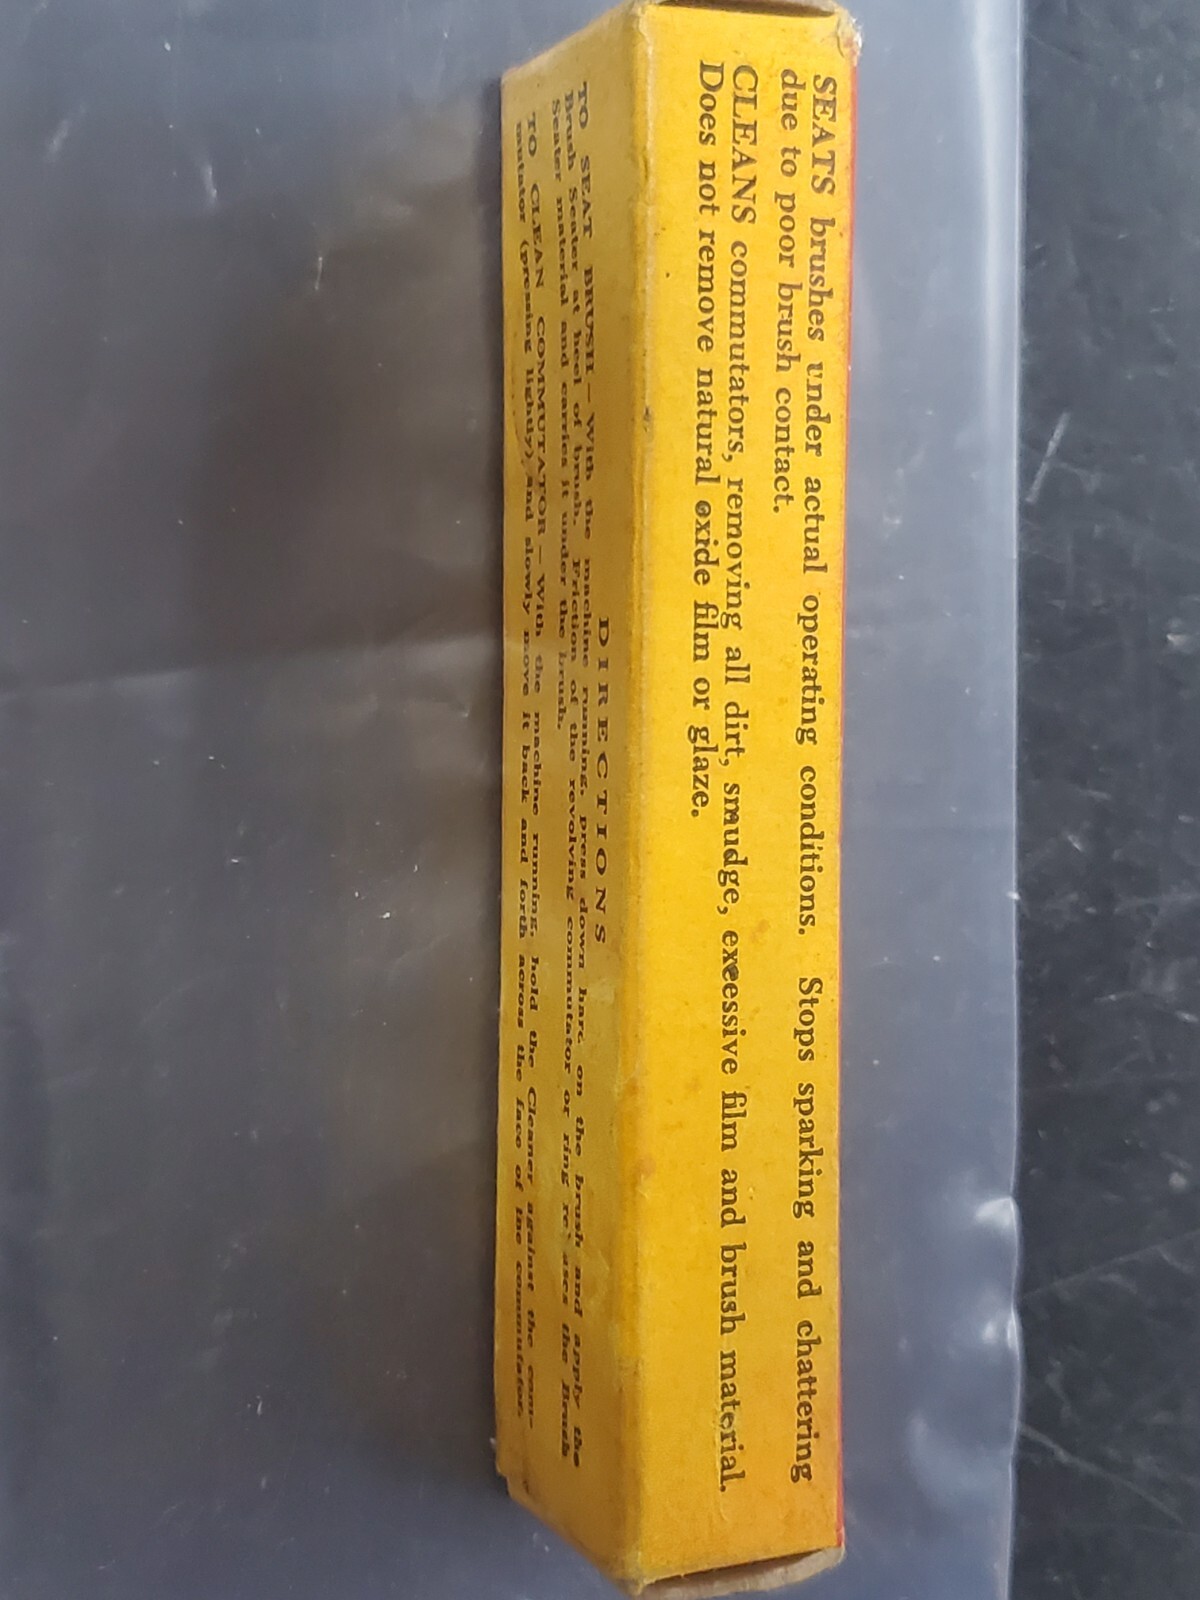 SEATS brushes under actual operating conditions. Stops sparking and chattering
due to poor brush contact.
CLEANS commutators, removing all dirt, smudge, excessive film and brush material.
Does not remove natural oxide film or glaze.
DIRECTIONS
TO SEAT BRUSH — With the machine running, press down hard on the brush and apply the
Brush Seater at heel of brush. Friction of the revolving commutator or ring re ases the Brush
Seater material and carries it under the brush.
TO CLEAN COMMUTATOR — With the machine running, hold the Cleaner against the com-
mutator (pressing lightly) and slowly move it back and forth across the face of the commutator.